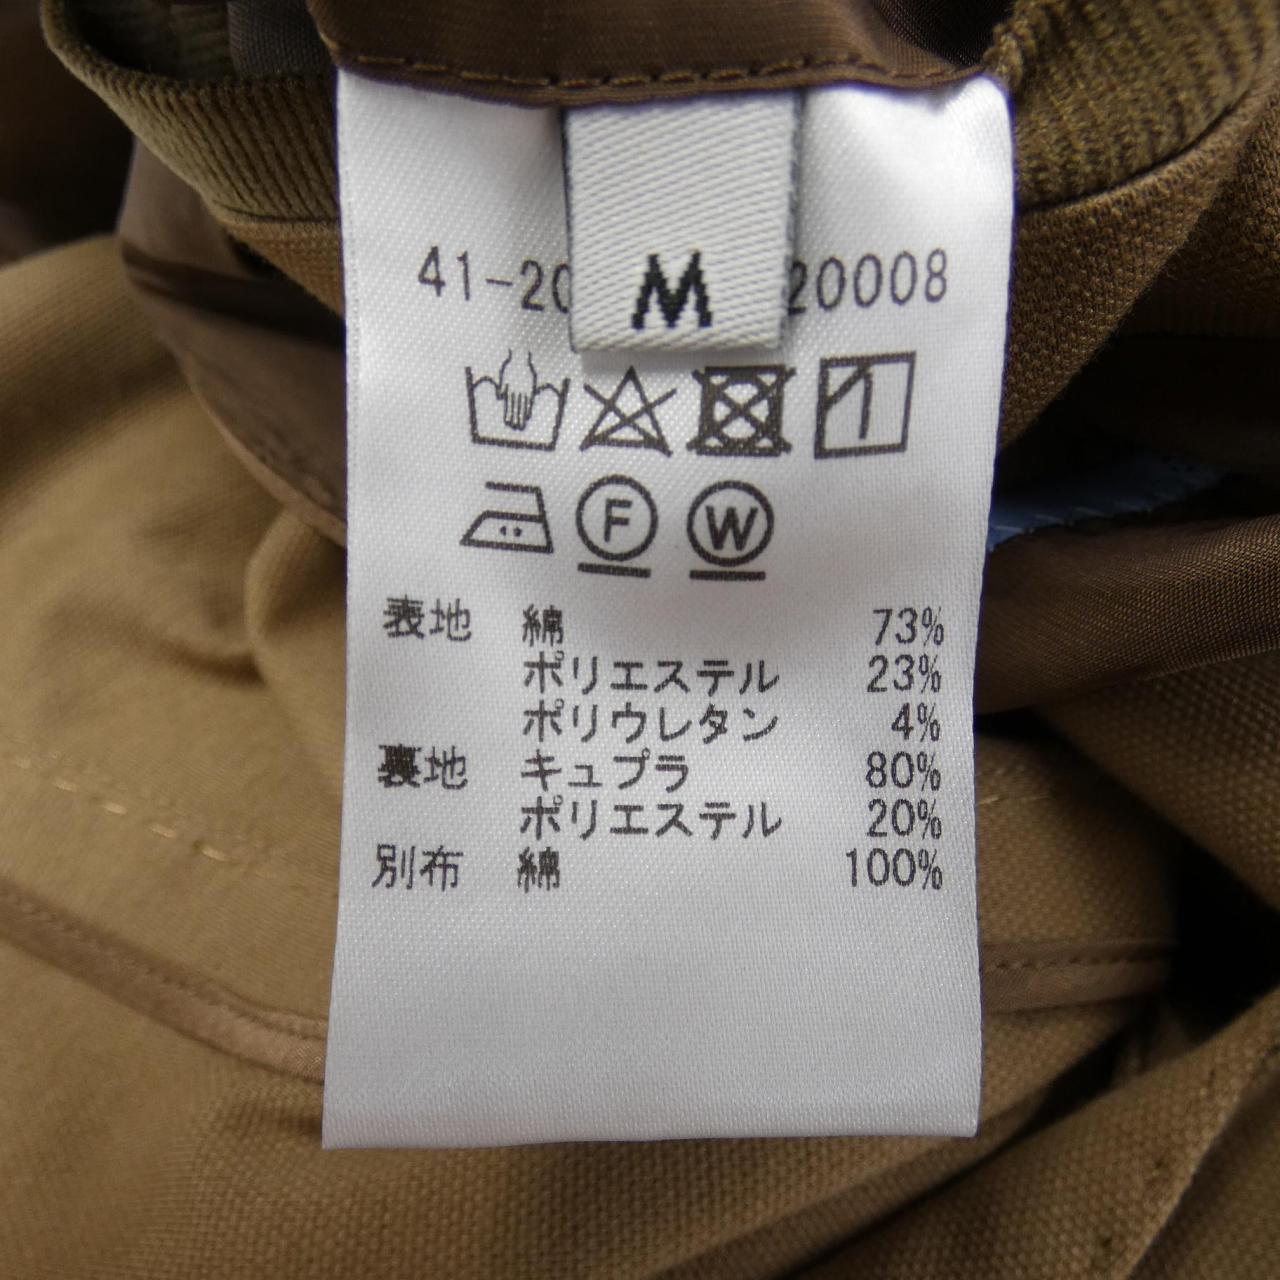 41-20 20008
M
F W
表地 綿 73%
ポリエステル 23%
ポリウレタン 4%
裏地 キュプラ 80%
ポリエステル 20%
別布 綿 100%